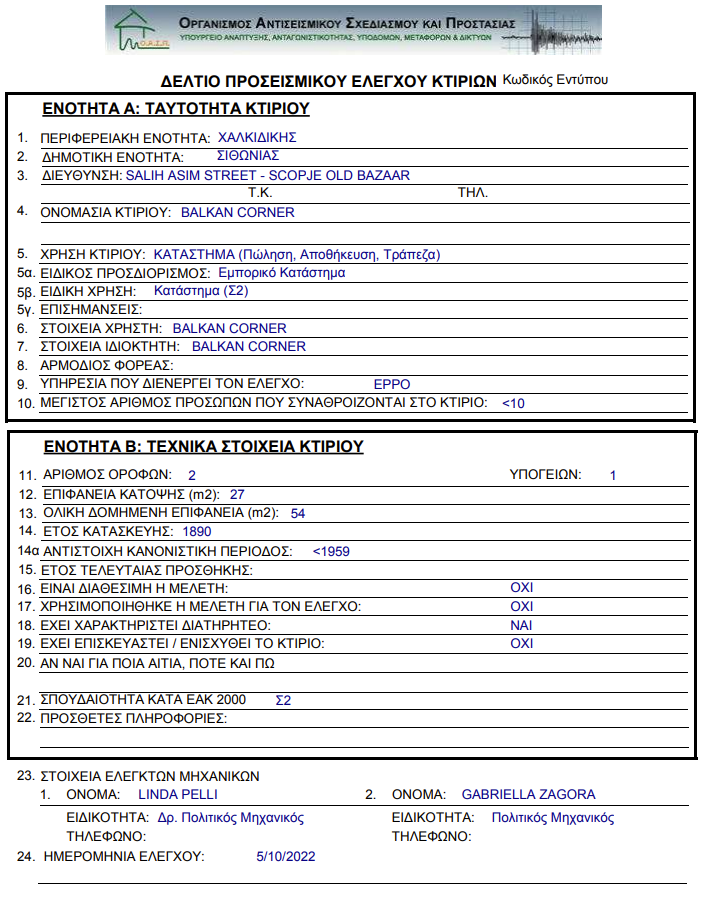 ΟΡΓΑΝΙΣΜΟΣ ΑΝΤΙΣΕΙΣΜΙΚΟΥ ΣΧΕΔΙΑΣΜΟΥ ΚΑΙ ΠΡΟΣΤΑΣΙΑΣ
ΥΠΟΥΡΓΕΙΟ ΑΝΑΠΤΥΞΗΣ, ΑΝΤΑΓΩΝΙΣΤΙΚΟΤΗΤΑΣ, ΥΠΟΔΟΜΩΝ, ΜΕΤΑΦΟΡΩΝ & ΔΙΚΤΥΩΝ
Ο.Α.Σ.Π.
ΔΕΛΤΙΟ ΠΡΟΣΕΙΣΜΙΚΟΥ ΕΛΕΓΧΟΥ ΚΤΙΡΙΩΝ Κωδικός Εντύπου
ΕΝΟΤΗΤΑ Α: ΤΑΥΤΟΤΗΤΑ ΚΤΙΡΙΟΥ
1. ΠΕΡΙΦΕΡΕΙΑΚΗ ΕΝΟΤΗΤΑ: ΧΑΛΚΙΔΙΚΗΣ
2. ΔΗΜΟΤΙΚΗ ΕΝΟΤΗΤΑ: ΣΙΘΩΝΙΑΣ
3. ΔΙΕΥΘΥΝΣΗ: SALIH ASIM STREET - SCOPJE OLD BAZAAR
Τ.Κ. ΤΗΛ.
4. ΟΝΟΜΑΣΙΑ ΚΤΙΡΙΟΥ: BALKAN CORNER
5. ΧΡΗΣΗ ΚΤΙΡΙΟΥ: ΚΑΤΑΣΤΗΜΑ (Πώληση, Αποθήκευση, Τράπεζα)
5α. ΕΙΔΙΚΟΣ ΠΡΟΣΔΙΟΡΙΣΜΟΣ: Εμπορικό Κατάστημα
5β. ΕΙΔΙΚΗ ΧΡΗΣΗ: Κατάστημα (Σ2)
5γ. ΕΠΙΣΗΜΑΝΣΕΙΣ:
6. ΣΤΟΙΧΕΙΑ ΧΡΗΣΤΗ: BALKAN CORNER
7. ΣΤΟΙΧΕΙΑ ΙΔΙΟΚΤΗΤΗ: BALKAN CORNER
8. ΑΡΜΟΔΙΟΣ ΦΟΡΕΑΣ:
9. ΥΠΗΡΕΣΙΑ ΠΟΥ ΔΙΕΝΕΡΓΕΙ ΤΟΝ ΕΛΕΓΧΟ: EPPO
10. ΜΕΓΙΣΤΟΣ ΑΡΙΘΜΟΣ ΠΡΟΣΩΠΩΝ ΠΟΥ ΣΥΝΑΘΡΟΙΖΟΝΤΑΙ ΣΤΟ ΚΤΙΡΙΟ: <10
ΕΝΟΤΗΤΑ Β: ΤΕΧΝΙΚΑ ΣΤΟΙΧΕΙΑ ΚΤΙΡΙΟΥ
11. ΑΡΙΘΜΟΣ ΟΡΟΦΩΝ: 2 ΥΠΟΓΕΙΩΝ: 1
12. ΕΠΙΦΑΝΕΙΑ ΚΑΤΟΨΗΣ (m2): 27
13. ΟΛΙΚΗ ΔΟΜΗΜΕΝΗ ΕΠΙΦΑΝΕΙΑ (m2): 54
14. ΕΤΟΣ ΚΑΤΑΣΚΕΥΗΣ: 1890
14α ΑΝΤΙΣΤΟΙΧΗ ΚΑΝΟΝΙΣΤΙΚΗ ΠΕΡΙΟΔΟΣ: <1959
15. ΕΤΟΣ ΤΕΛΕΥΤΑΙΑΣ ΠΡΟΣΘΗΚΗΣ:
16. ΕΙΝΑΙ ΔΙΑΘΕΣΙΜΗ Η ΜΕΛΕΤΗ: ΟΧΙ
17. ΧΡΗΣΙΜΟΠΟΙΗΘΗΚΕ Η ΜΕΛΕΤΗ ΓΙΑ ΤΟΝ ΕΛΕΓΧΟ: ΟΧΙ
18. ΕΧΕΙ ΧΑΡΑΚΤΗΡΙΣΤΕΙ ΔΙΑΤΗΡΗΤΕΟ: ΝΑΙ
19. ΕΧΕΙ ΕΠΙΣΚΕΥΑΣΤΕΙ / ΕΝΙΣΧΥΘΕΙ ΤΟ ΚΤΙΡΙΟ: ΟΧΙ
20. ΑΝ ΝΑΙ ΓΙΑ ΠΟΙΑ ΑΙΤΙΑ, ΠΟΤΕ ΚΑΙ ΠΩ
21. ΣΠΟΥΔΑΙΟΤΗΤΑ ΚΑΤΑ ΕΑΚ 2000 Σ2
22. ΠΡΟΣΘΕΤΕΣ ΠΛΗΡΟΦΟΡΙΕΣ:
23. ΣΤΟΙΧΕΙΑ ΕΛΕΓΚΤΩΝ ΜΗΧΑΝΙΚΩΝ
1. ΟΝΟΜΑ: LINDA PELLI 2. ΟΝΟΜΑ: GABRIELLA ZAGORA
ΕΙΔΙΚΟΤΗΤΑ: Δρ. Πολιτικός Μηχανικός ΕΙΔΙΚΟΤΗΤΑ: Πολιτικός Μηχανικός
ΤΗΛΕΦΩΝΟ: ΤΗΛΕΦΩΝΟ:
24. ΗΜΕΡΟΜΗΝΙΑ ΕΛΕΓΧΟΥ: 5/10/2022